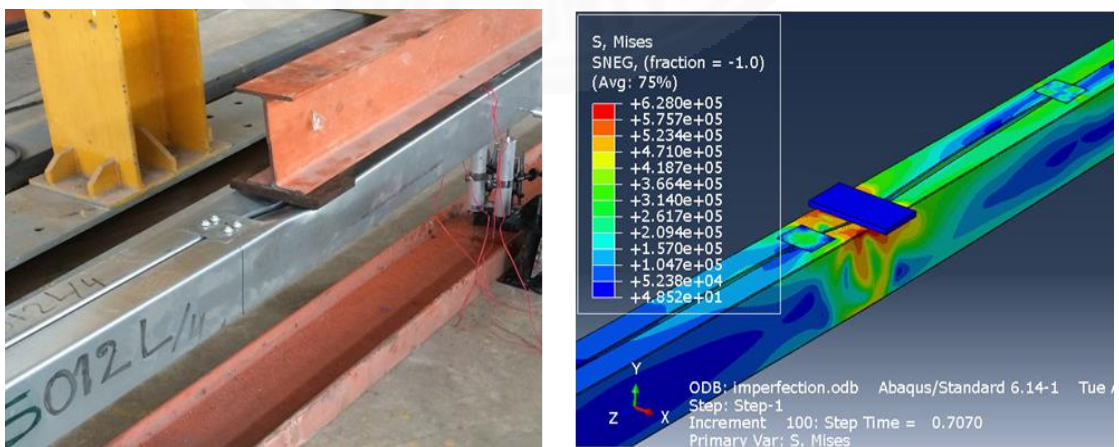 5012 L/4
S, Mises
SNEG, (fraction = -1.0)
(Avg: 75%)
+6.280e+05
+5.757e+05
+5.234e+05
+4.710e+05
+4.187e+05
+3.664e+05
+3.140e+05
+2.617e+05
+2.094e+05
+1.570e+05
+1.047e+05
+5.238e+04
+4.852e+01
Y
Z X
ODB: imperfection.odb Abaqus/Standard 6.14-1 Tue
Step: Step-1
Increment 100: Step Time = 0.7070
Primary Var: S, Mises